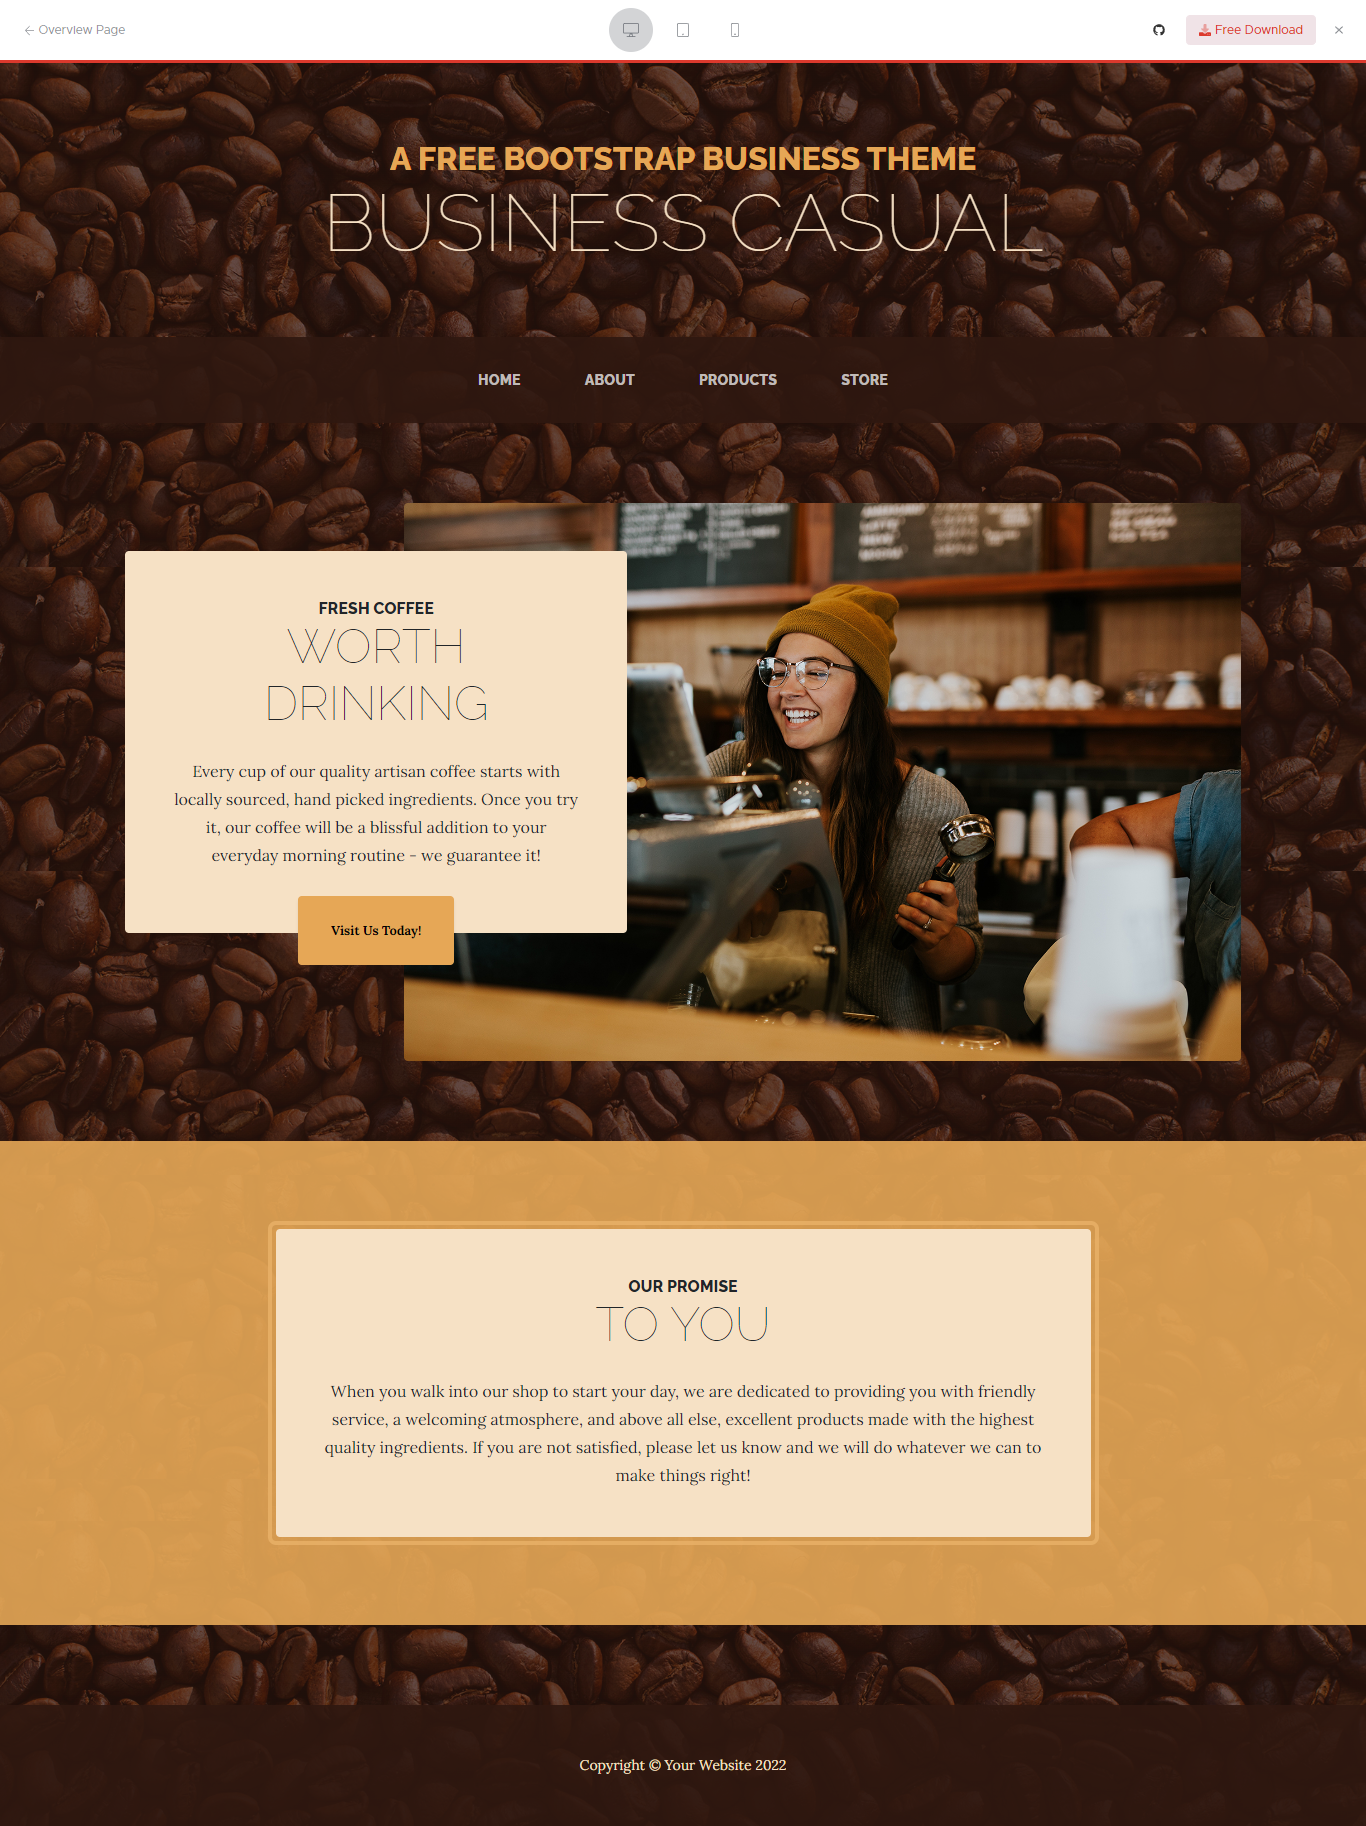 Overview Page
Free Download
A FREE BOOTSTRAP BUSINESS THEME
BUSINESS CASUAL
HOME ABOUT PRODUCTS STORE
FRESH COFFEE
WORTH
DRINKING
Every cup of our quality artisan coffee starts with
locally sourced, hand picked ingredients. Once you try
it, our coffee will be a blissful addition to your
everyday morning routine - we guarantee it!
Visit Us Today!
OUR PROMISE
TO YOU
When you walk into our shop to start your day, we are dedicated to providing you with friendly
service, a welcoming atmosphere, and above all else, excellent products made with the highest
quality ingredients. If you are not satisfied, please let us know and we will do whatever we can to
make things right!
Copyright © Your Website 2022